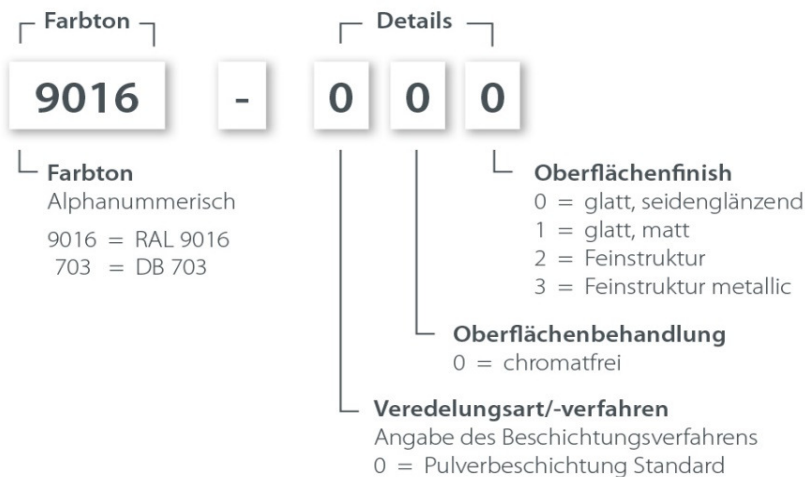 Farbton Details
9016 - 0 0 0
Farbton
Alphanummerisch
9016 = RAL 9016
703 = DB 703
Oberflächenfinish
0 = glatt, seidenglänzend
1 = glatt, matt
2 = Feinstruktur
3 = Feinstruktur metallic
Oberflächenbehandlung
0 = chromatfrei
Veredelungsart/-verfahren
Angabe des Beschichtungsverfahrens
0 = Pulverbeschichtung Standard